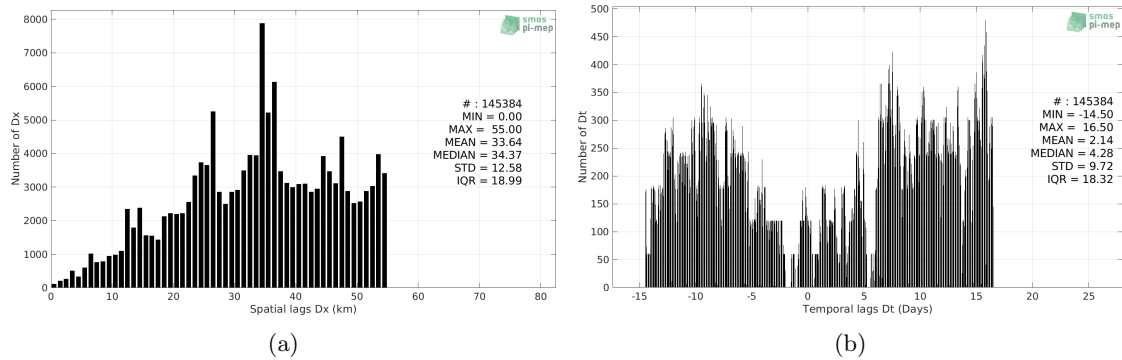 8000
7000
6000
5000
4000
3000
2000
1000
0
Number of Dx
0 10 20 30 40 50 60 70 80
Spatial lags Dx (km)
smos
pi-mep
# : 145384
MIN = 0.00
MAX = 55.00
MEAN = 33.64
MEDIAN = 34.37
STD = 12.58
IQR = 18.99
(a)
500
450
400
350
300
250
200
150
100
50
0
Number of Dt
-15 -10 -5 0 5 10 15 20 25
Temporal lags Dt (Days)
smos
pi-mep
# : 145384
MIN = -14.50
MAX = 16.50
MEAN = 2.14
MEDIAN = 4.28
STD = 9.72
IQR = 18.32
(b)